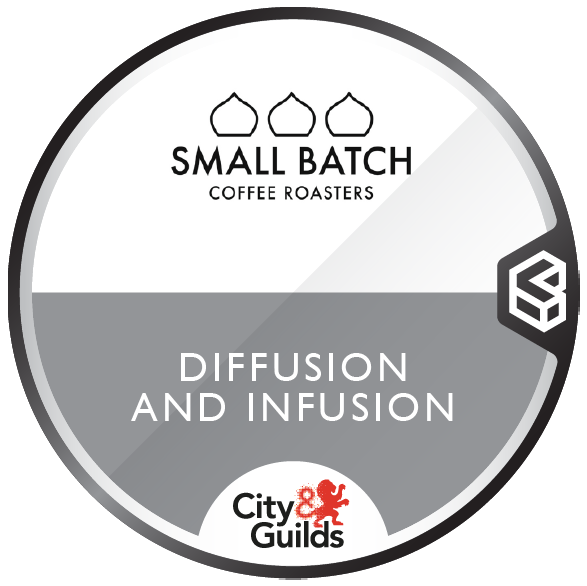 SMALL BATCH
COFFEE ROASTERS
DIFFUSION
AND INFUSION
City&
Guilds